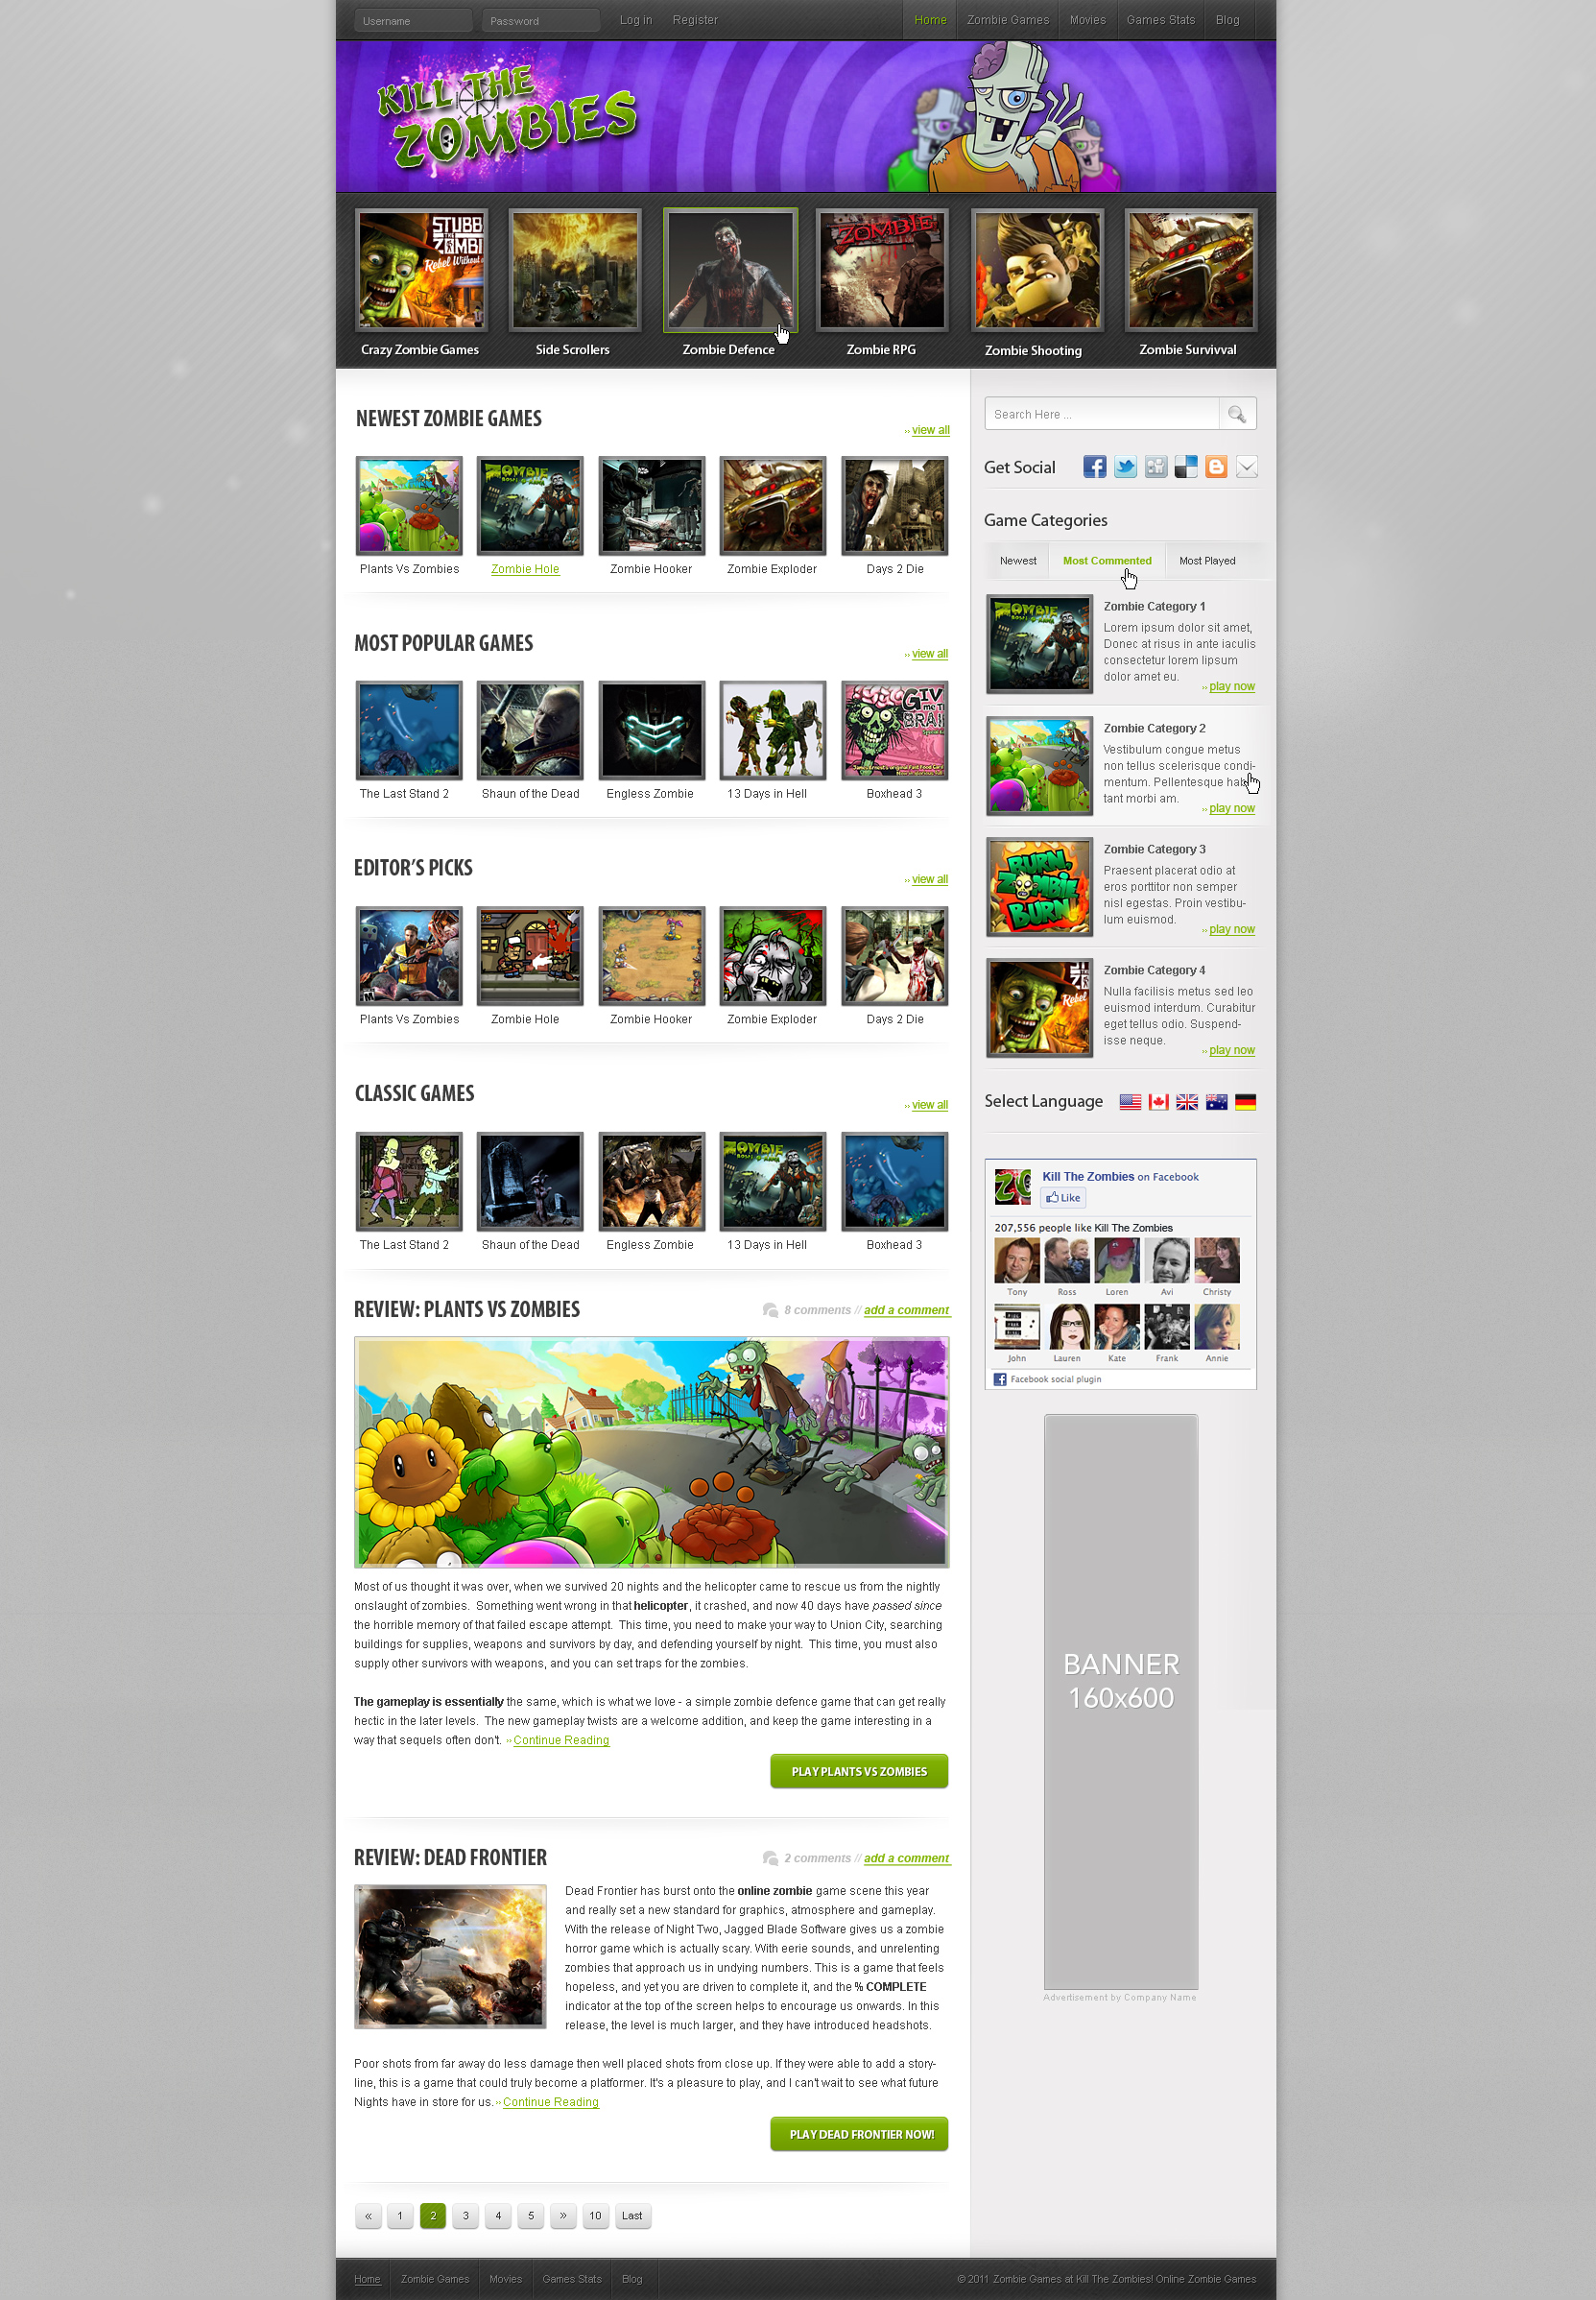 Username Password Log in Register Home Zombie Games Movies Games Stats Blog
KILL THE
ZOMBIES
STUBBS
THE
ZOMBIE
Rebel Without
ZOMBIE
Crazy Zombie Games Side Scrollers Zombie Defence Zombie RPG Zombie Shooting Zombie Survivval
NEWEST ZOMBIE GAMES
›› view all
ZOMBIE
Plants Vs Zombies Zombie Hole Zombie Hooker Zombie Exploder Days 2 Die
MOST POPULAR GAMES
›› view all
GIV
me T
BRAI
The Last Stand 2 Shaun of the Dead Engless Zombie 13 Days in Hell Boxhead 3
EDITOR'S PICKS
›› view all
Plants Vs Zombies Zombie Hole Zombie Hooker Zombie Exploder Days 2 Die
CLASSIC GAMES
›› view all
ZOMBIE
The Last Stand 2 Shaun of the Dead Engless Zombie 13 Days in Hell Boxhead 3
REVIEW: PLANTS VS ZOMBIES
8 comments // add a comment
Most of us thought it was over, when we survived 20 nights and the helicopter came to rescue us from the nightly
onslaught of zombies. Something went wrong in that helicopter, it crashed, and now 40 days have passed since
the horrible memory of that failed escape attempt. This time, you need to make your way to Union City, searching
buildings for supplies, weapons and survivors by day, and defending yourself by night. This time, you must also
supply other survivors with weapons, and you can set traps for the zombies.
The gameplay is essentially the same, which is what we love - a simple zombie defence game that can get really
hectic in the later levels. The new gameplay twists are a welcome addition, and keep the game interesting in a
way that sequels often don't. ›› Continue Reading
PLAY PLANTS VS ZOMBIES
REVIEW: DEAD FRONTIER
2 comments // add a comment
Dead Frontier has burst onto the online zombie game scene this year
and really set a new standard for graphics, atmosphere and gameplay.
With the release of Night Two, Jagged Blade Software gives us a zombie
horror game which is actually scary. With eerie sounds, and unrelenting
zombies that approach us in undying numbers. This is a game that feels
hopeless, and yet you are driven to complete it, and the % COMPLETE
indicator at the top of the screen helps to encourage us onwards. In this
release, the level is much larger, and they have introduced headshots.
Poor shots from far away do less damage then well placed shots from close up. If they were able to add a story-
line, this is a game that could truly become a platformer. It's a pleasure to play, and I can't wait to see what future
Nights have in store for us. ›› Continue Reading
PLAY DEAD FRONTIER NOW!
« 1 2 3 4 5 » 10 Last
Search Here ...
Get Social
Game Categories
Newest Most Commented Most Played
ZOMBIE
Zombie Category 1
Lorem ipsum dolor sit amet,
Donec at risus in ante iaculis
consectetur lorem lipsum
dolor amet eu.
›› play now
Zombie Category 2
Vestibulum congue metus
non tellus scelerisque condi-
mentum. Pellentesque hab
tant morbi am.
›› play now
BURN,
ZOMBIE
BURN
Zombie Category 3
Praesent placerat odio at
eros porttitor non semper
nisl egestas. Proin vestibu-
lum euismod.
›› play now
Rebel
Zombie Category 4
Nulla facilisis metus sed leo
euismod interdum. Curabitur
eget tellus odio. Suspend-
isse neque.
›› play now
Select Language
Kill The Zombies on Facebook
Like
207,556 people like Kill The Zombies
Tony Ross Loren Avi Christy
John Lauren Kate Frank Annie
Facebook social plugin
BANNER
160x600
Advertisement by Company Name
Home Zombie Games Movies Games Stats Blog
© 2011 Zombie Games at Kill The Zombies! Online Zombie Games